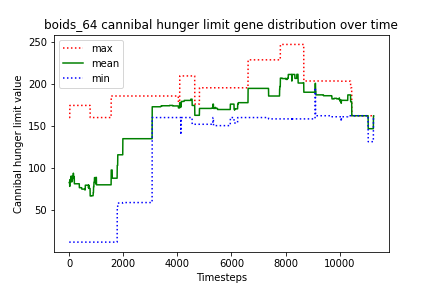 boids_64 cannibal hunger limit gene distribution over time
max
mean
min
Cannibal hunger limit value
250
200
150
100
50
0 2000 4000 6000 8000 10000
Timesteps